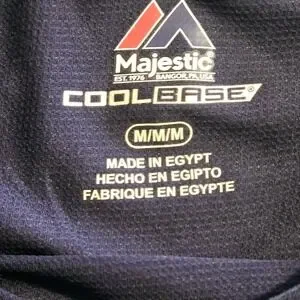 Majestic®
EST. 1976 BANGOR, PA, USA
COOLBASE®
M/M/M
MADE IN EGYPT
HECHO EN EGIPTO
FABRIQUE EN EGYPTE